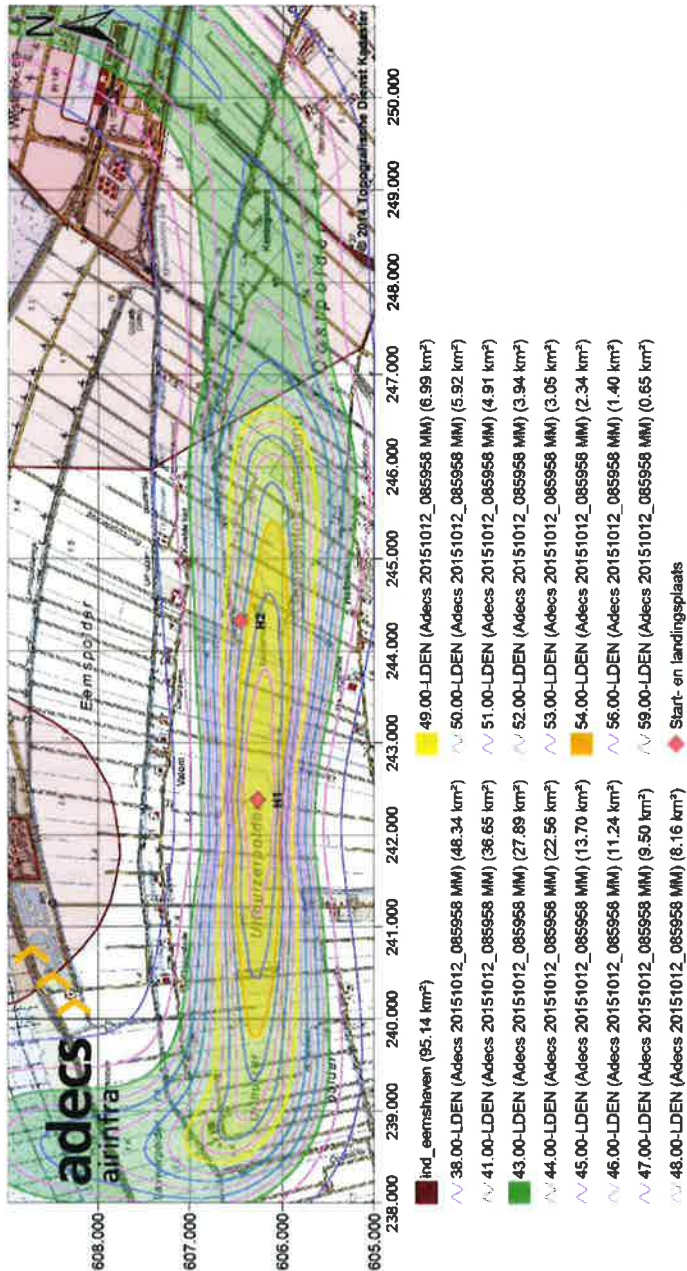 adecs
airinfra
N
Eemspolder
Valom
Oostpolder
polder
H1
H2
© 2014 Topografische Dienst Kadaster
608.000
607.000
606.000
605.000
238.000 239.000 240.000 241.000 242.000 243.000 244.000 245.000 246.000 247.000 248.000 249.000 250.000
ind_eemshaven (95.14 km²)
38.00-LDEN (Adecs 20151012_085958 MM) (48.34 km²)
41.00-LDEN (Adecs 20151012_085958 MM) (36.65 km²)
43.00-LDEN (Adecs 20151012_085958 MM) (27.89 km²)
44.00-LDEN (Adecs 20151012_085958 MM) (22.56 km²)
45.00-LDEN (Adecs 20151012_085958 MM) (13.70 km²)
46.00-LDEN (Adecs 20151012_085958 MM) (11.24 km²)
47.00-LDEN (Adecs 20151012_085958 MM) (9.50 km²)
48.00-LDEN (Adecs 20151012_085958 MM) (8.16 km²)
49.00-LDEN (Adecs 20151012_085958 MM) (6.99 km²)
50.00-LDEN (Adecs 20151012_085958 MM) (5.92 km²)
51.00-LDEN (Adecs 20151012_085958 MM) (4.91 km²)
52.00-LDEN (Adecs 20151012_085958 MM) (3.94 km²)
53.00-LDEN (Adecs 20151012_085958 MM) (3.05 km²)
54.00-LDEN (Adecs 20151012_085958 MM) (2.34 km²)
56.00-LDEN (Adecs 20151012_085958 MM) (1.40 km²)
59.00-LDEN (Adecs 20151012_085958 MM) (0.65 km²)
Start- en landingsplaats